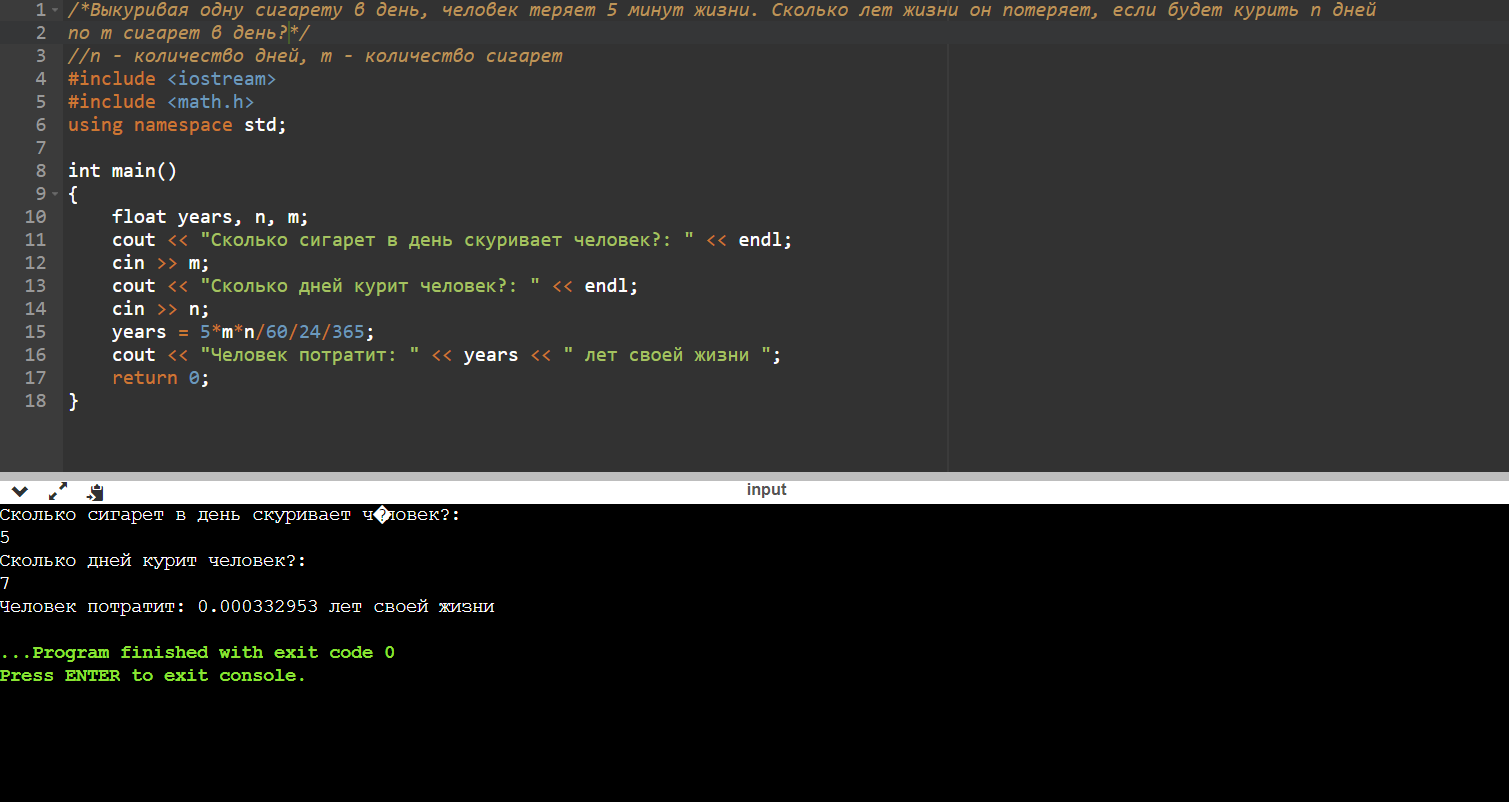 1 /*Выкуривая одну сигарету в день, человек теряет 5 минут жизни. Сколько лет жизни он потеряет, если будет курить n дней
2 по m сигарет в день?*/
3 //n - количество дней, m - количество сигарет
4 #include <iostream>
5 #include <math.h>
6 using namespace std;
7
8 int main()
9 {
10 float years, n, m;
11 cout << "Сколько сигарет в день скуривает человек?: " << endl;
12 cin >> m;
13 cout << "Сколько дней курит человек?: " << endl;
14 cin >> n;
15 years = 5*m*n/60/24/365;
16 cout << "Человек потратит: " << years << " лет своей жизни ";
17 return 0;
18 }
input
Сколько сигарет в день скуривает ч�ловек?:
5
Сколько дней курит человек?:
7
Человек потратит: 0.000332953 лет своей жизни
...Program finished with exit code 0
Press ENTER to exit console.